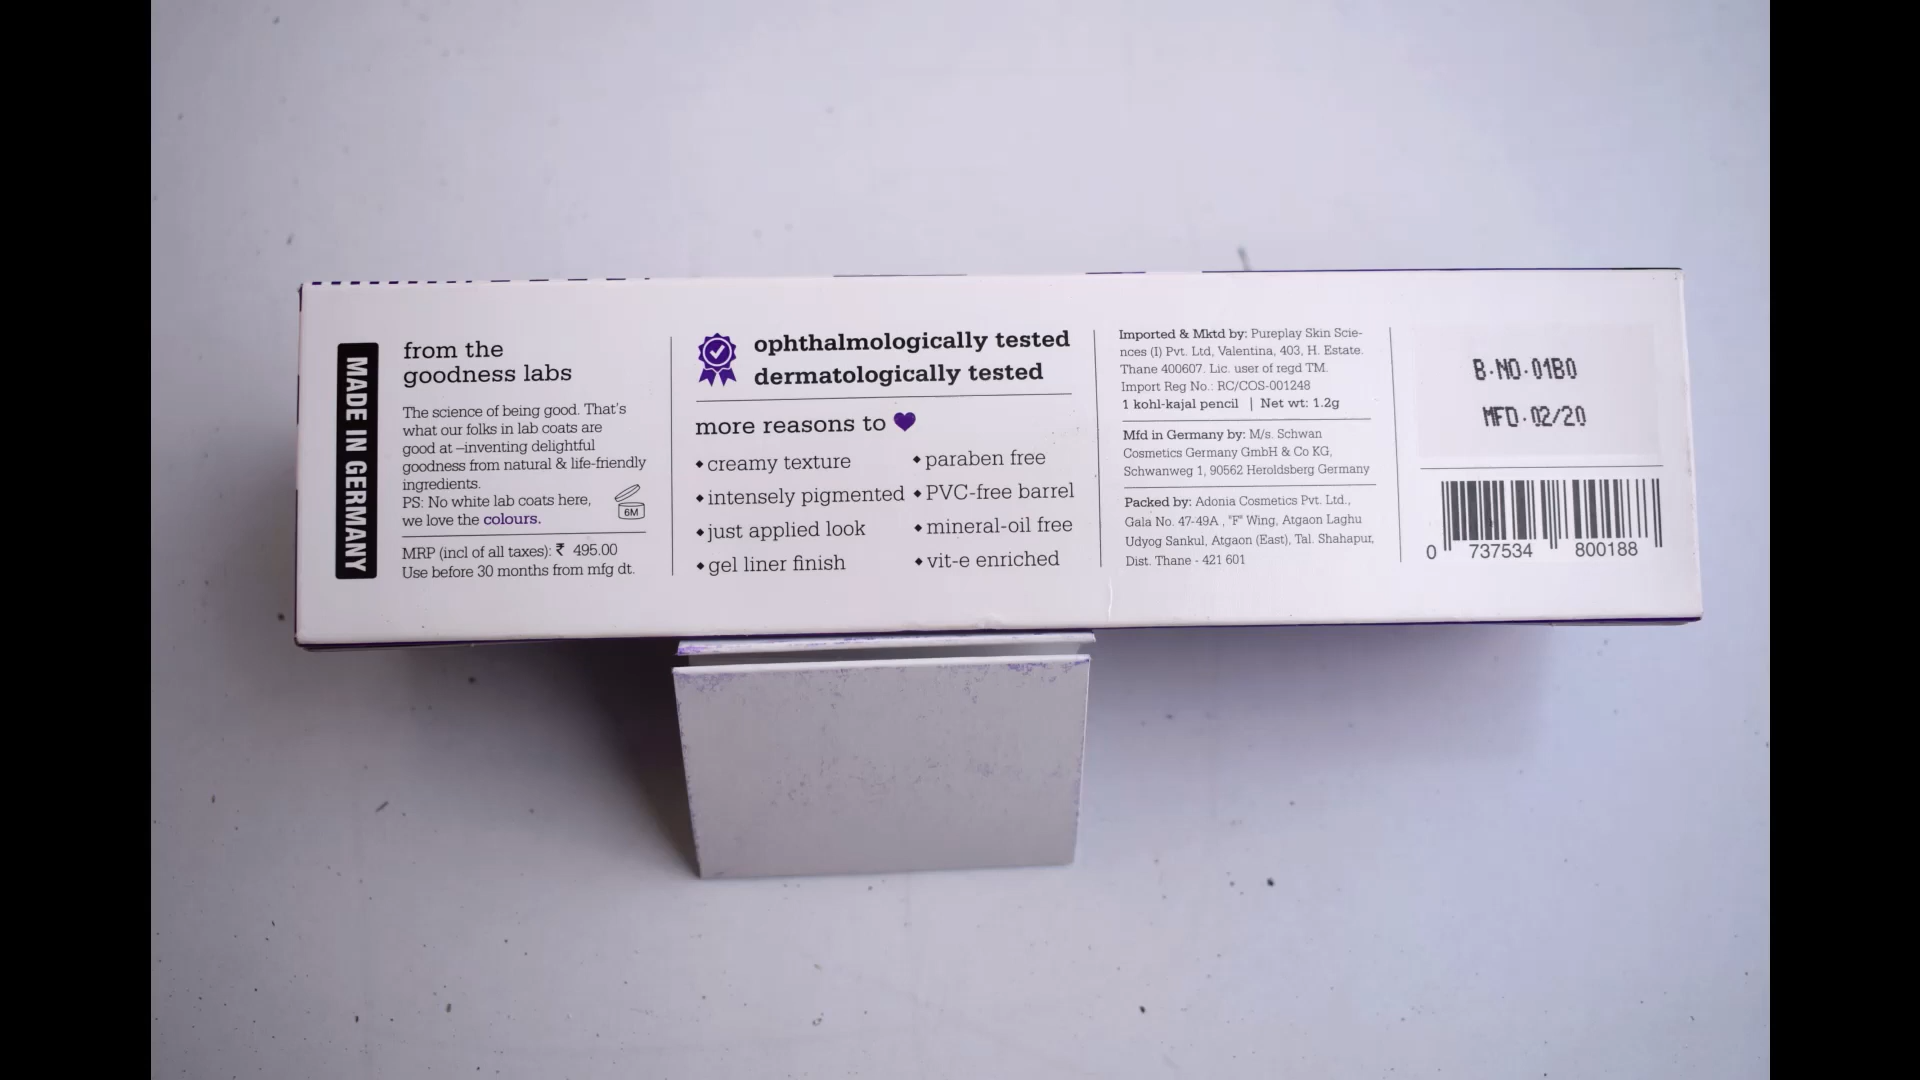 MADE IN GERMANY
from the
goodness labs
The science of being good. That's
what our folks in lab coats are
good at –inventing delightful
goodness from natural & life-friendly
ingredients.
PS: No white lab coats here,
we love the colours.
6M
MRP (incl of all taxes): ₹ 495.00
Use before 30 months from mfg dt.
ophthalmologically tested
dermatologically tested
more reasons to
creamy texture
intensely pigmented
just applied look
gel liner finish
paraben free
PVC-free barrel
mineral-oil free
vit-e enriched
Imported & Mktd by: Pureplay Skin Scie-
nces (I) Pvt. Ltd, Valentina, 403, H. Estate.
Thane 400607. Lic. user of regd TM.
Import Reg No.: RC/COS-001248
1 kohl-kajal pencil | Net wt: 1.2g
Mfd in Germany by: M/s. Schwan
Cosmetics Germany GmbH & Co KG,
Schwanweg 1, 90562 Heroldsberg Germany
Packed by: Adonia Cosmetics Pvt. Ltd.,
Gala No. 47-49A , "F" Wing, Atgaon Laghu
Udyog Sankul, Atgaon (East), Tal. Shahapur,
Dist. Thane - 421 601
B.NO.01B0
MFD.02/20
0 737534 800188